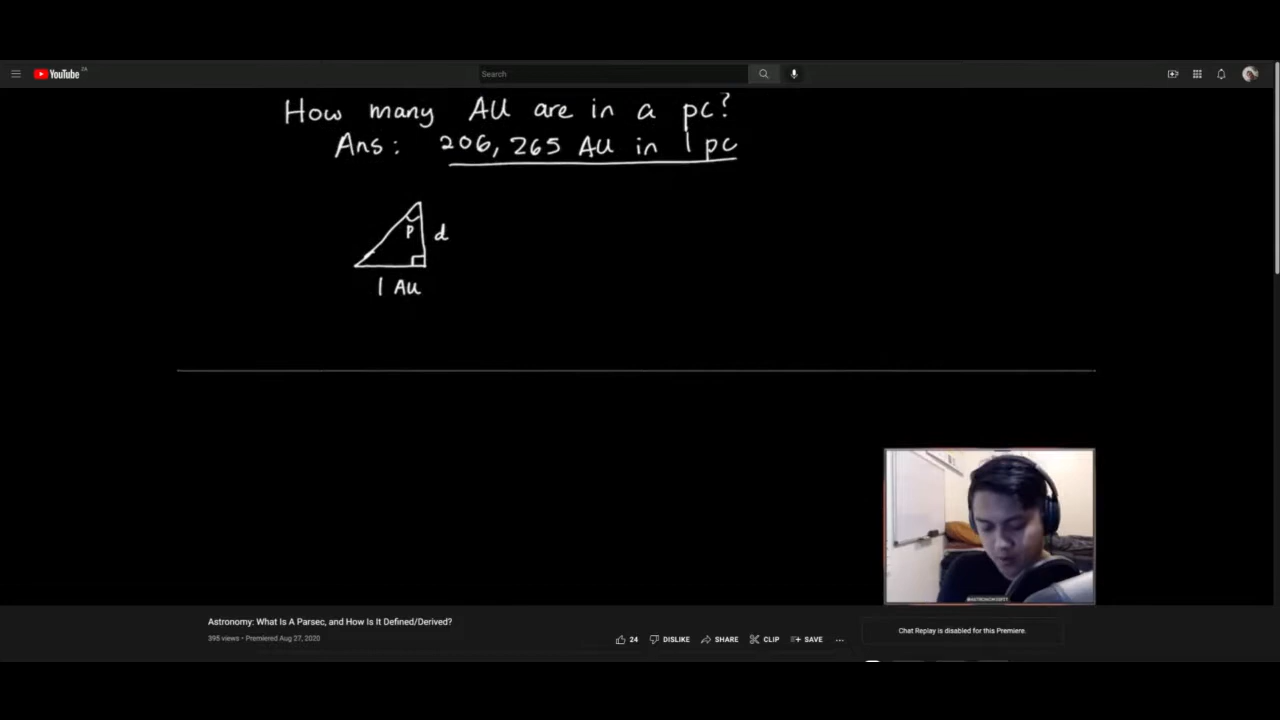 YouTube ZA
Search
How many AU are in a pc?
Ans: 206,265 AU in 1 pc
p
d
1 AU
Astronomy: What Is A Parsec, and How Is It Defined/Derived?
395 views • Premiered Aug 27, 2020
24 DISLIKE SHARE CLIP SAVE ...
Chat Replay is disabled for this Premiere.